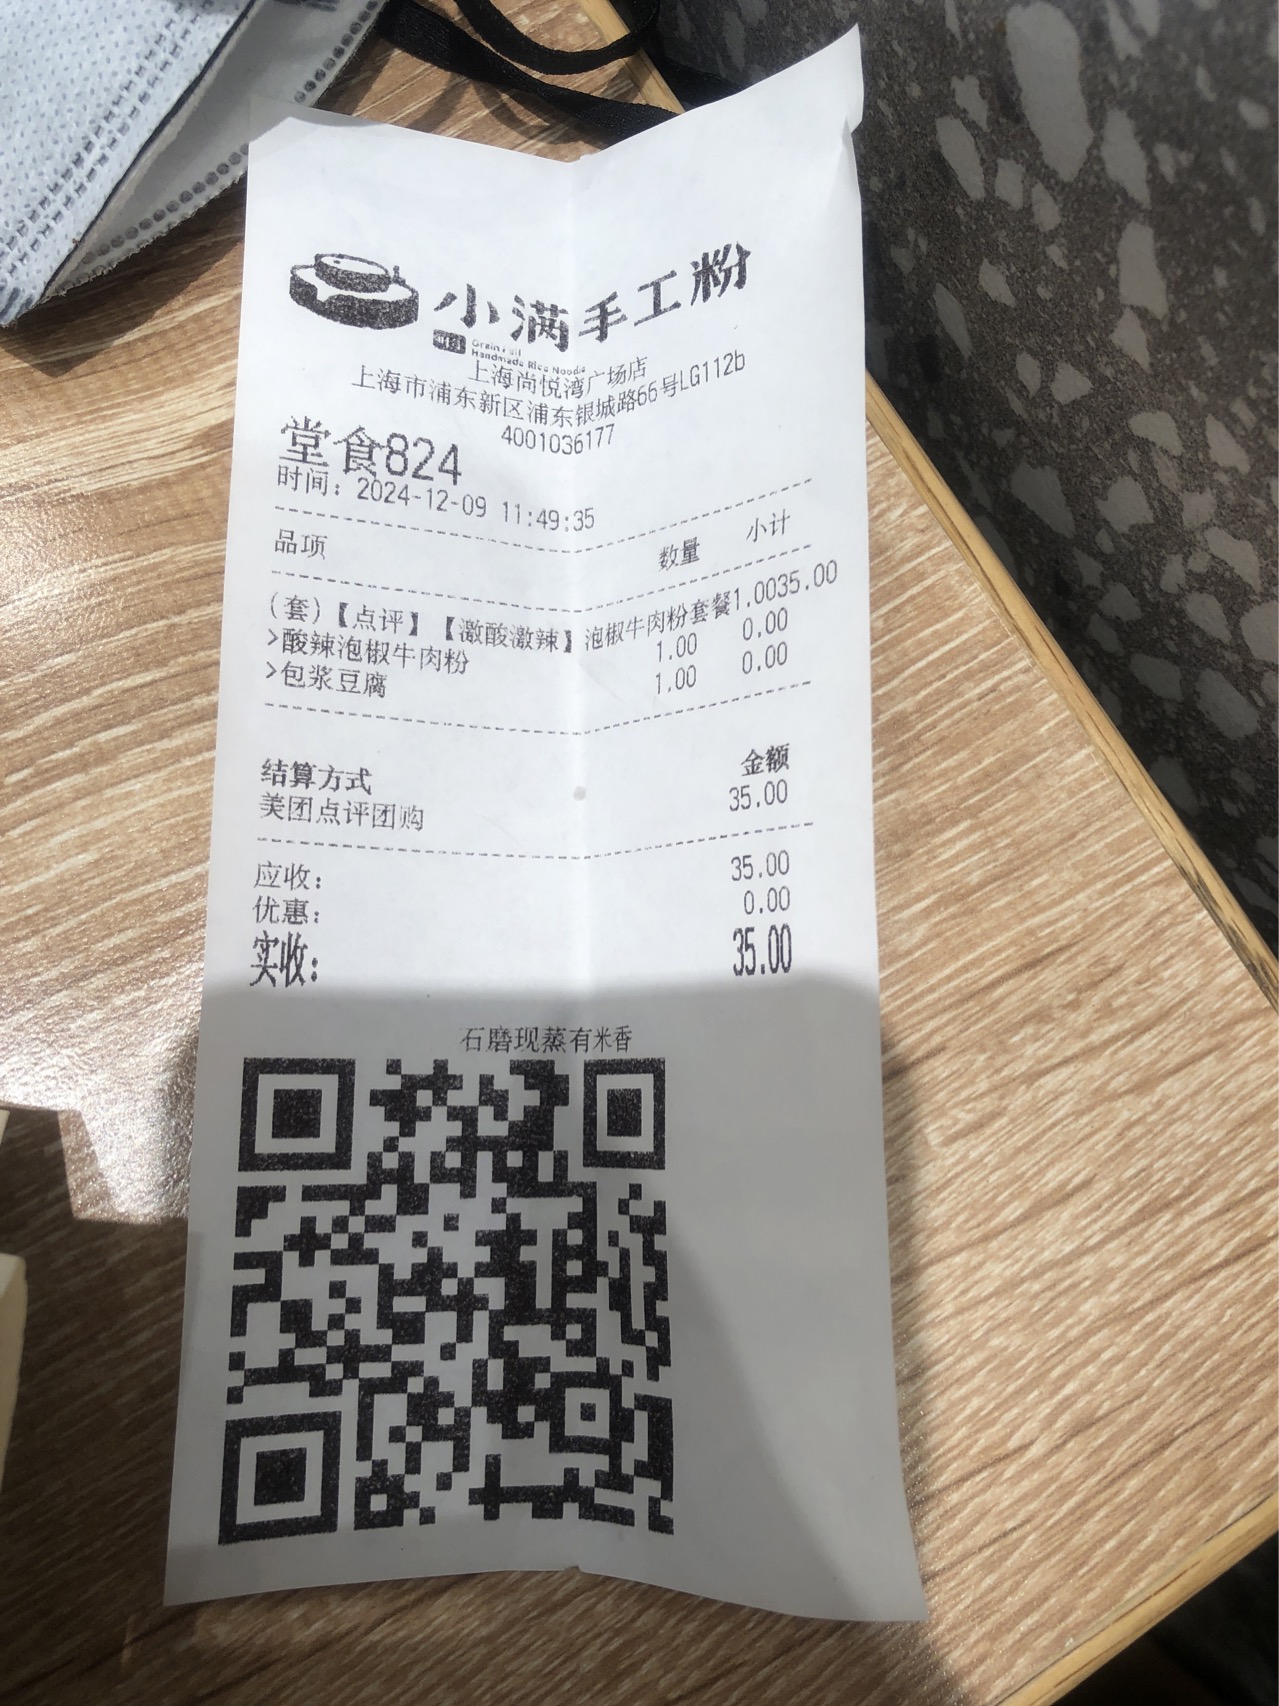 小满手工粉
Grain Full
Handmade Rice Noodle
上海尚悦湾广场店
上海市浦东新区浦东银城路66号LG112b
4001036177
堂食824
时间：2024-12-09 11:49:35
品项 数量 小计
(套)【点评】【激酸激辣】泡椒牛肉粉套餐1.0035.00
>酸辣泡椒牛肉粉 1.00 0.00
>包浆豆腐 1.00 0.00
结算方式 金额
美团点评团购 35.00
应收： 35.00
优惠： 0.00
实收： 35.00
石磨现蒸有米香